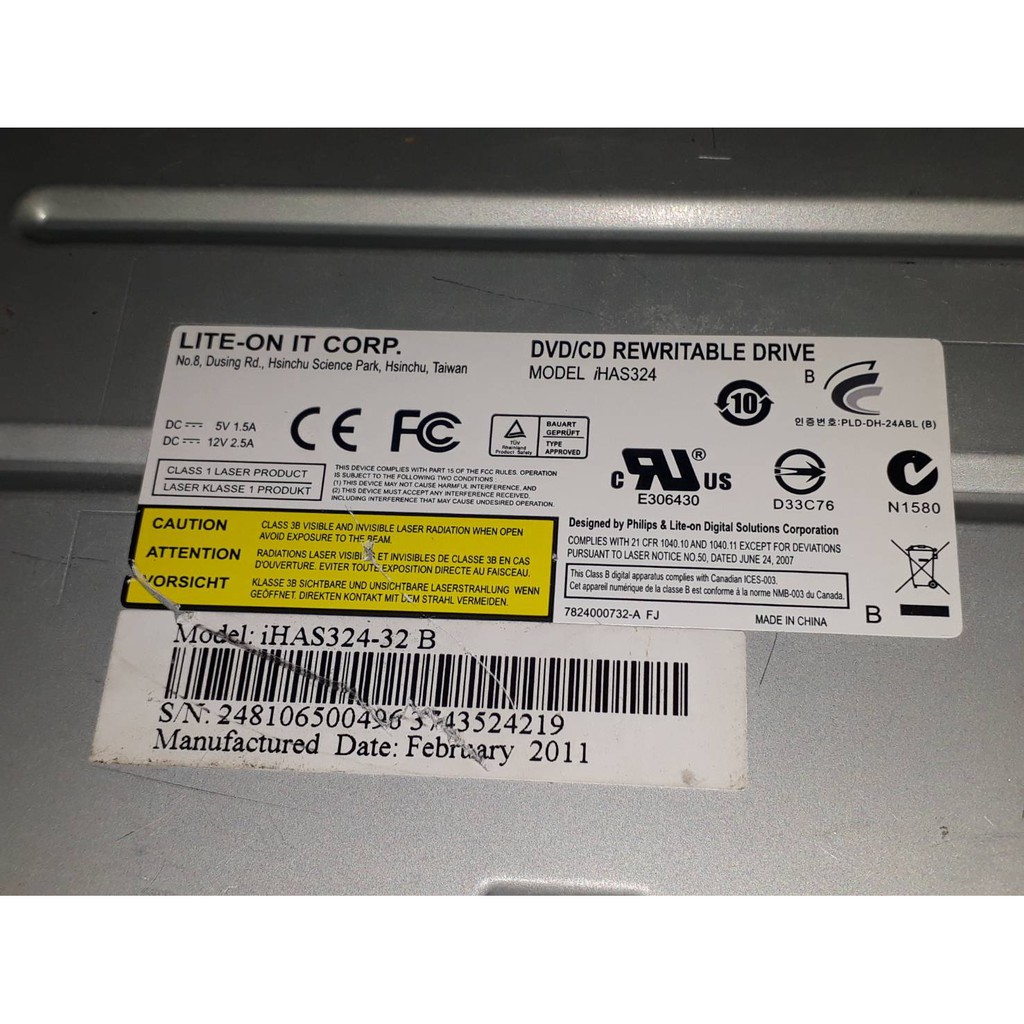 LITE-ON IT CORP.
No.8, Dusing Rd., Hsinchu Science Park, Hsinchu, Taiwan
DVD/CD REWRITABLE DRIVE
MODEL iHAS324
B
10
인증번호:PLD-DH-24ABL (B)
DC 5V 1.5A
DC 12V 2.5A
CE FC
TÜV
Rheinland
Product Safety
BAUART
GEPRÜFT
TYPE
APPROVED
c RU ® US
E306430
D33C76
N1580
CLASS 1 LASER PRODUCT
LASER KLASSE 1 PRODUKT
THIS DEVICE COMPLIES WITH PART 15 OF THE FCC RULES. OPERATION
IS SUBJECT TO THE FOLLOWING TWO CONDITIONS
(1) THIS DEVICE MAY NOT CAUSE HARMFUL INTERFERENCE, AND
(2) THIS DEVICE MUST ACCEPT ANY INTERFERENCE RECEIVED,
INCLUDING INTERFERENCE THAT MAY CAUSE UNDESIRED OPERATION.
CAUTION
CLASS 3B VISIBLE AND INVISIBLE LASER RADIATION WHEN OPEN
AVOID EXPOSURE TO THE BEAM.
ATTENTION
RADIATIONS LASER VISIBLES ET INVISIBLES DE CLASSE 3B EN CAS
D'OUVERTURE. EVITER TOUTE EXPOSITION DIRECTE AU FAISCEAU.
VORSICHT
KLASSE 3B SICHTBARE UND UNSICHTBARE LASERSTRAHLUNG WENN
GEÖFFNET DIREKTEN KONTAKT MIT DEM STRAHL VERMEIDEN.
Designed by Philips & Lite-on Digital Solutions Corporation
COMPLIES WITH 21 CFR 1040.10 AND 1040.11 EXCEPT FOR DEVIATIONS
PURSUANT TO LASER NOTICE NO.50, DATED JUNE 24, 2007
This Class B digital apparatus complies with Canadian ICES-003.
Cet appareil numérique de la classe B est conforme à la norme NMB-003 du Canada.
7824000732-A FJ
MADE IN CHINA
B
Model: iHAS324-32 B
S/N: 248106500496 3743524219
Manufactured Date: February 2011